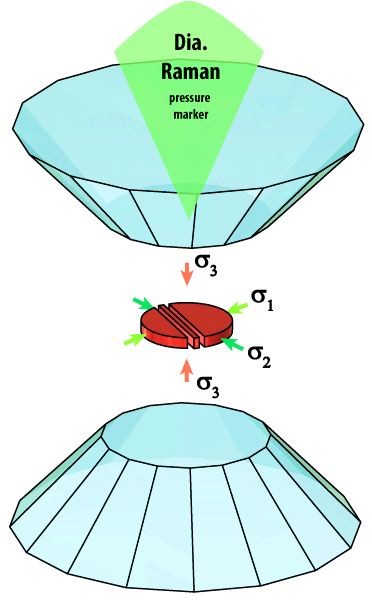 Dia.
Raman
pressure
marker
σ3
σ1
σ2
σ3